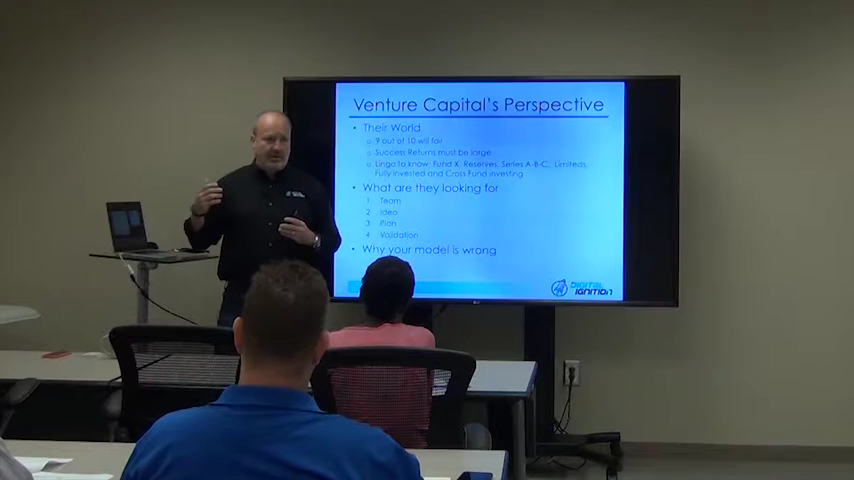 Venture Capital's Perspective
• Their World
o 9 out of 10 will fail
o Success Returns must be large
o Lingo to know: Fund X, Reserves, Series A-B-C, Limiteds,
Fully invested and Cross Fund investing
• What are they looking for
1 Team
2 Idea
3 Plan
4 Validation
• Why your model is wrong
DIGITAL
IGNITION